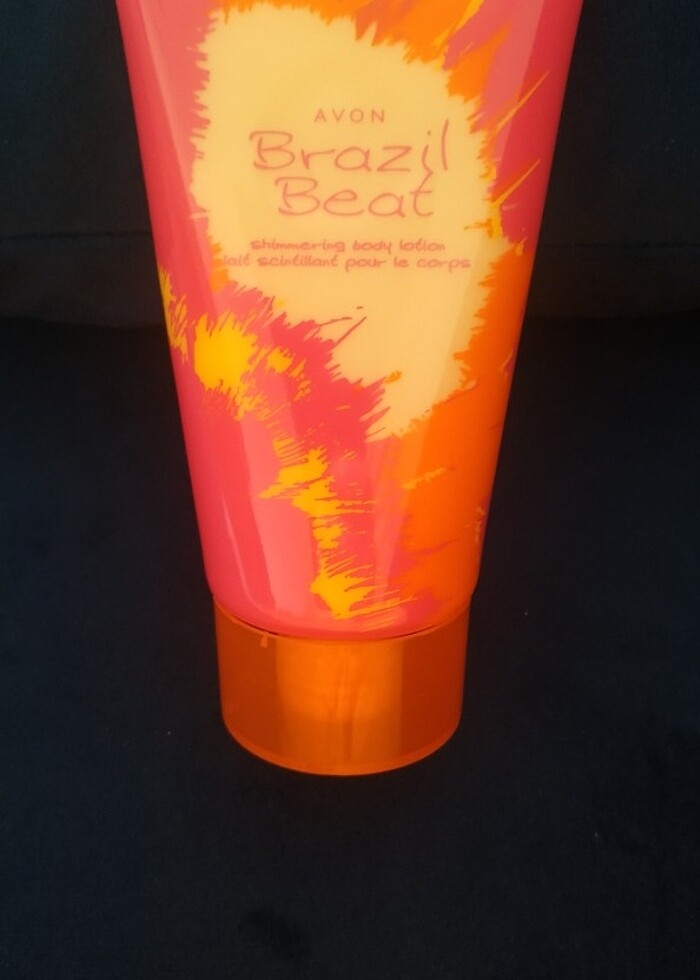 AVON
Brazil
Beat
shimmering body lotion
lait scintillant pour le corps